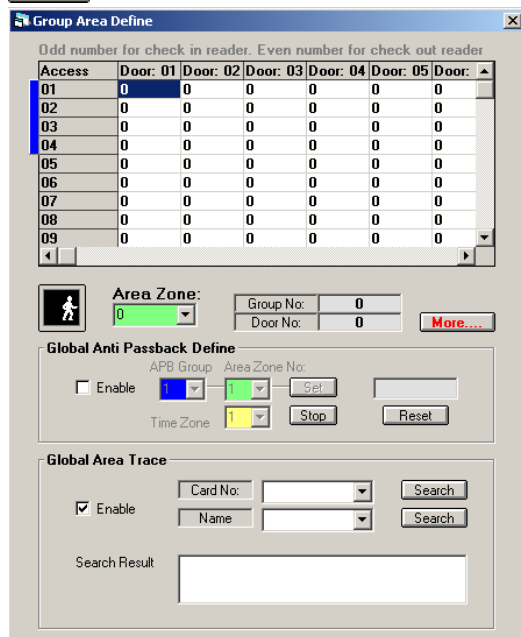 Group Area Define
Odd number for check in reader. Even number for check out reader
Access Door: 01 Door: 02 Door: 03 Door: 04 Door: 05 Door:
01 0 0 0 0 0 0
02 0 0 0 0 0 0
03 0 0 0 0 0 0
04 0 0 0 0 0 0
05 0 0 0 0 0 0
06 0 0 0 0 0 0
07 0 0 0 0 0 0
08 0 0 0 0 0 0
09 0 0 0 0 0 0
Area Zone:
0
Group No: 0
Door No: 0
More....
Global Anti Passback Define
APB Group Area Zone No:
Enable 1 1 Set
Time Zone 1 Stop Reset
Global Area Trace
Card No: Search
Enable
Name Search
Search Result